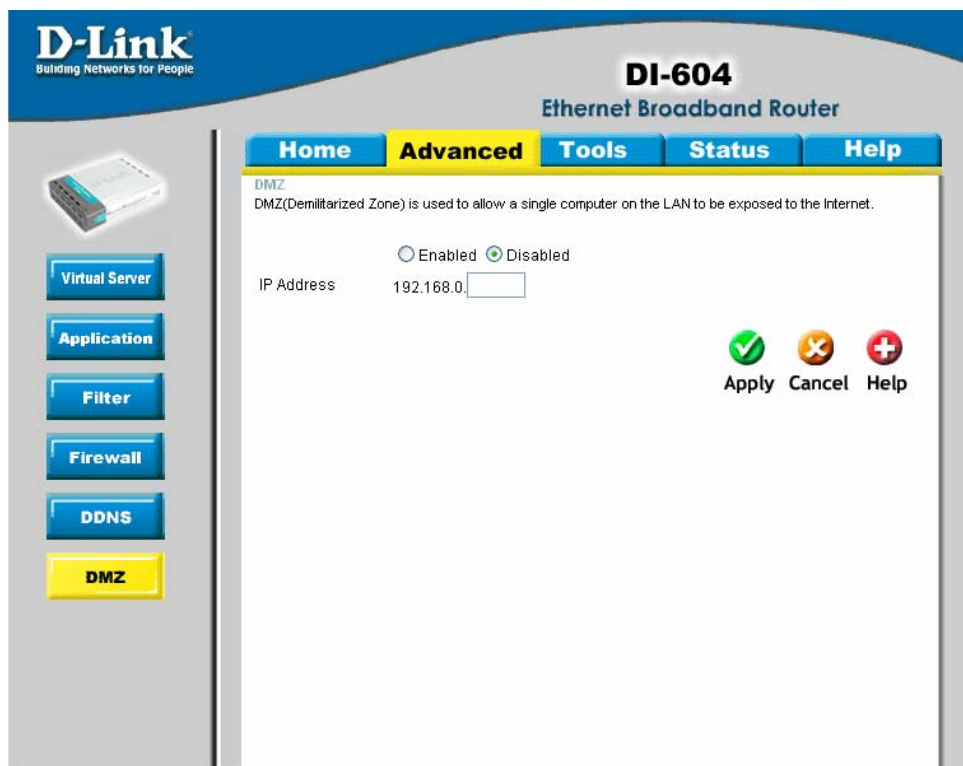 D-Link
Building Networks for People
DI-604
Ethernet Broadband Router
Home Advanced Tools Status Help
DMZ
DMZ(Demilitarized Zone) is used to allow a single computer on the LAN to be exposed to the Internet.
Enabled Disabled
IP Address 192.168.0.
Apply Cancel Help
Virtual Server
Application
Filter
Firewall
DDNS
DMZ